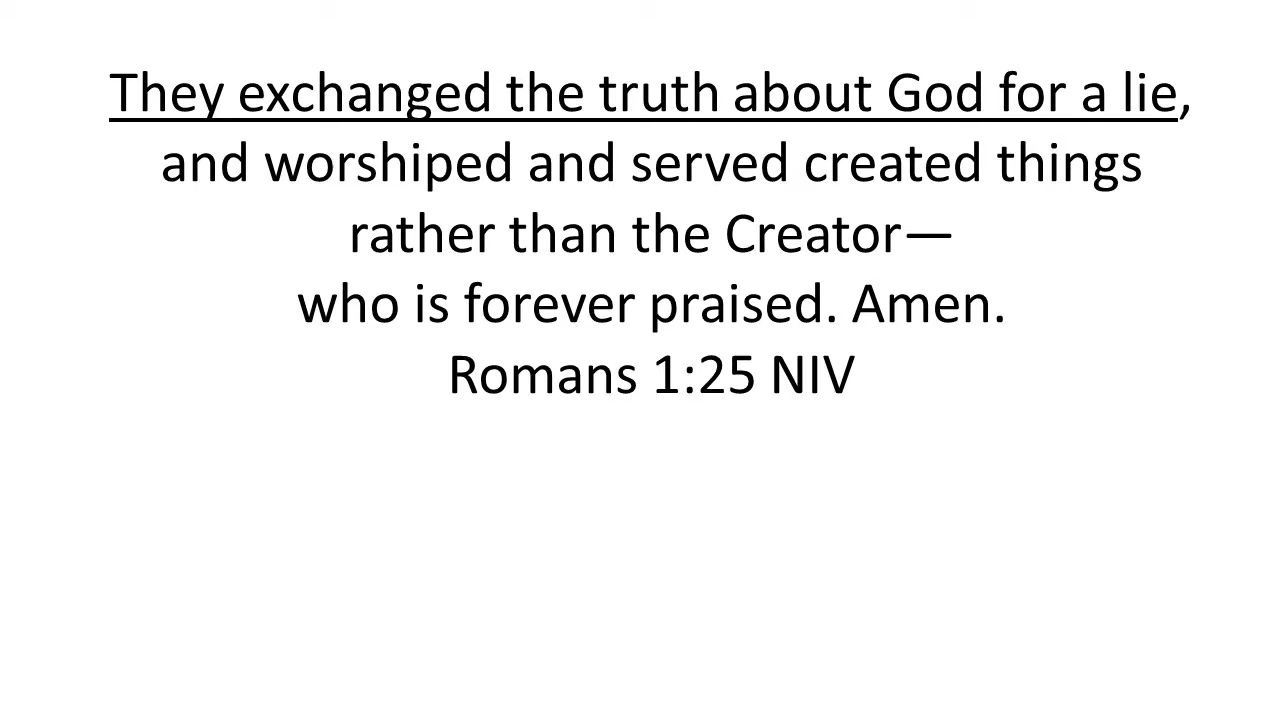 They exchanged the truth about God for a lie,
and worshiped and served created things
rather than the Creator—
who is forever praised. Amen.
Romans 1:25 NIV